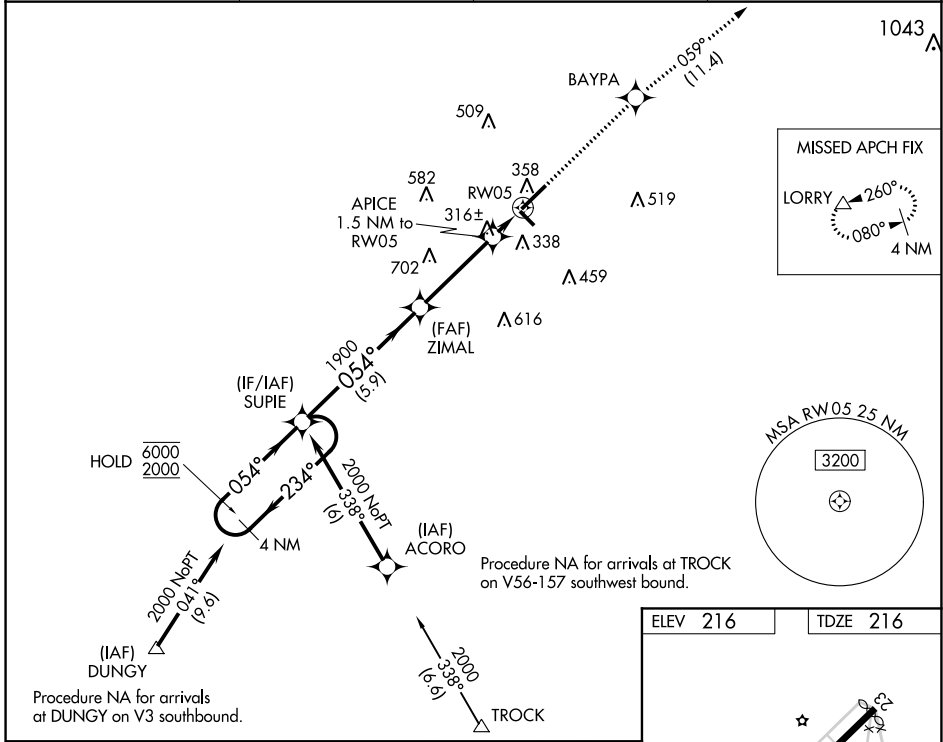 1043
059°
(11.4)
BAYPA
509
MISSED APCH FIX
LORRY
260°
080°
4 NM
582
358
RW05
519
APICE
1.5 NM to
RW05
316±
338
702
459
(FAF)
ZIMAL
616
1900
054°
(5.9)
(IF/IAF)
SUPIE
MSA RW05 25 NM
3200
HOLD
6000
2000
054°
234°
4 NM
2000 NoPT
338°
(6)
(IAF)
ACORO
Procedure NA for arrivals at TROCK
on V56-157 southwest bound.
2000 NoPT
041°
(9.6)
(IAF)
DUNGY
Procedure NA for arrivals
at DUNGY on V3 southbound.
2000
338°
(6.6)
TROCK
ELEV 216
TDZE 216
23